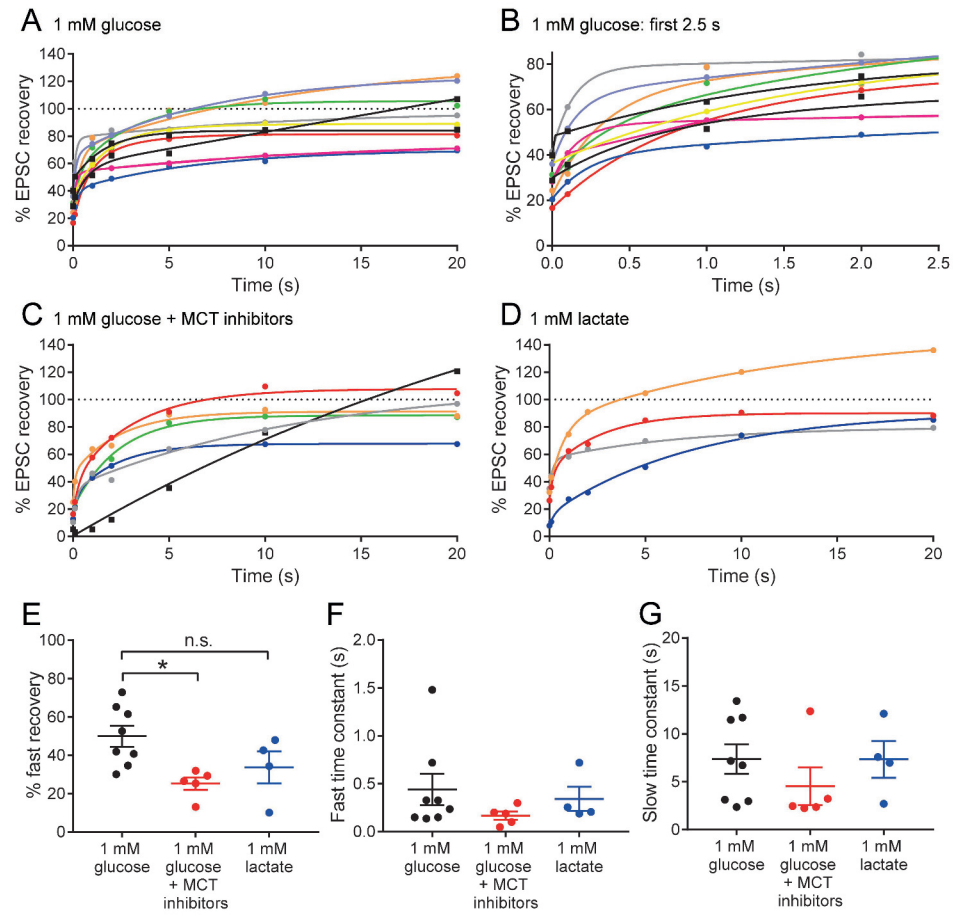 A 1 mM glucose
% EPSC recovery
140
120
100
80
60
40
20
0
0 5 10 15 20
Time (s)
B 1 mM glucose: first 2.5 s
% EPSC recovery
80
60
40
20
0
0.0 0.5 1.0 1.5 2.0 2.5
Time (s)
C 1 mM glucose + MCT inhibitors
% EPSC recovery
140
120
100
80
60
40
20
0
0 5 10 15 20
Time (s)
D 1 mM lactate
% EPSC recovery
140
120
100
80
60
40
20
0
0 5 10 15 20
Time (s)
E
% fast recovery
100
80
60
40
20
0
n.s.
*
1 mM glucose
1 mM glucose + MCT inhibitors
1 mM lactate
F
Fast time constant (s)
2.0
1.5
1.0
0.5
0.0
1 mM glucose
1 mM glucose + MCT inhibitors
1 mM lactate
G
Slow time constant (s)
20
15
10
5
0
1 mM glucose
1 mM glucose + MCT inhibitors
1 mM lactate